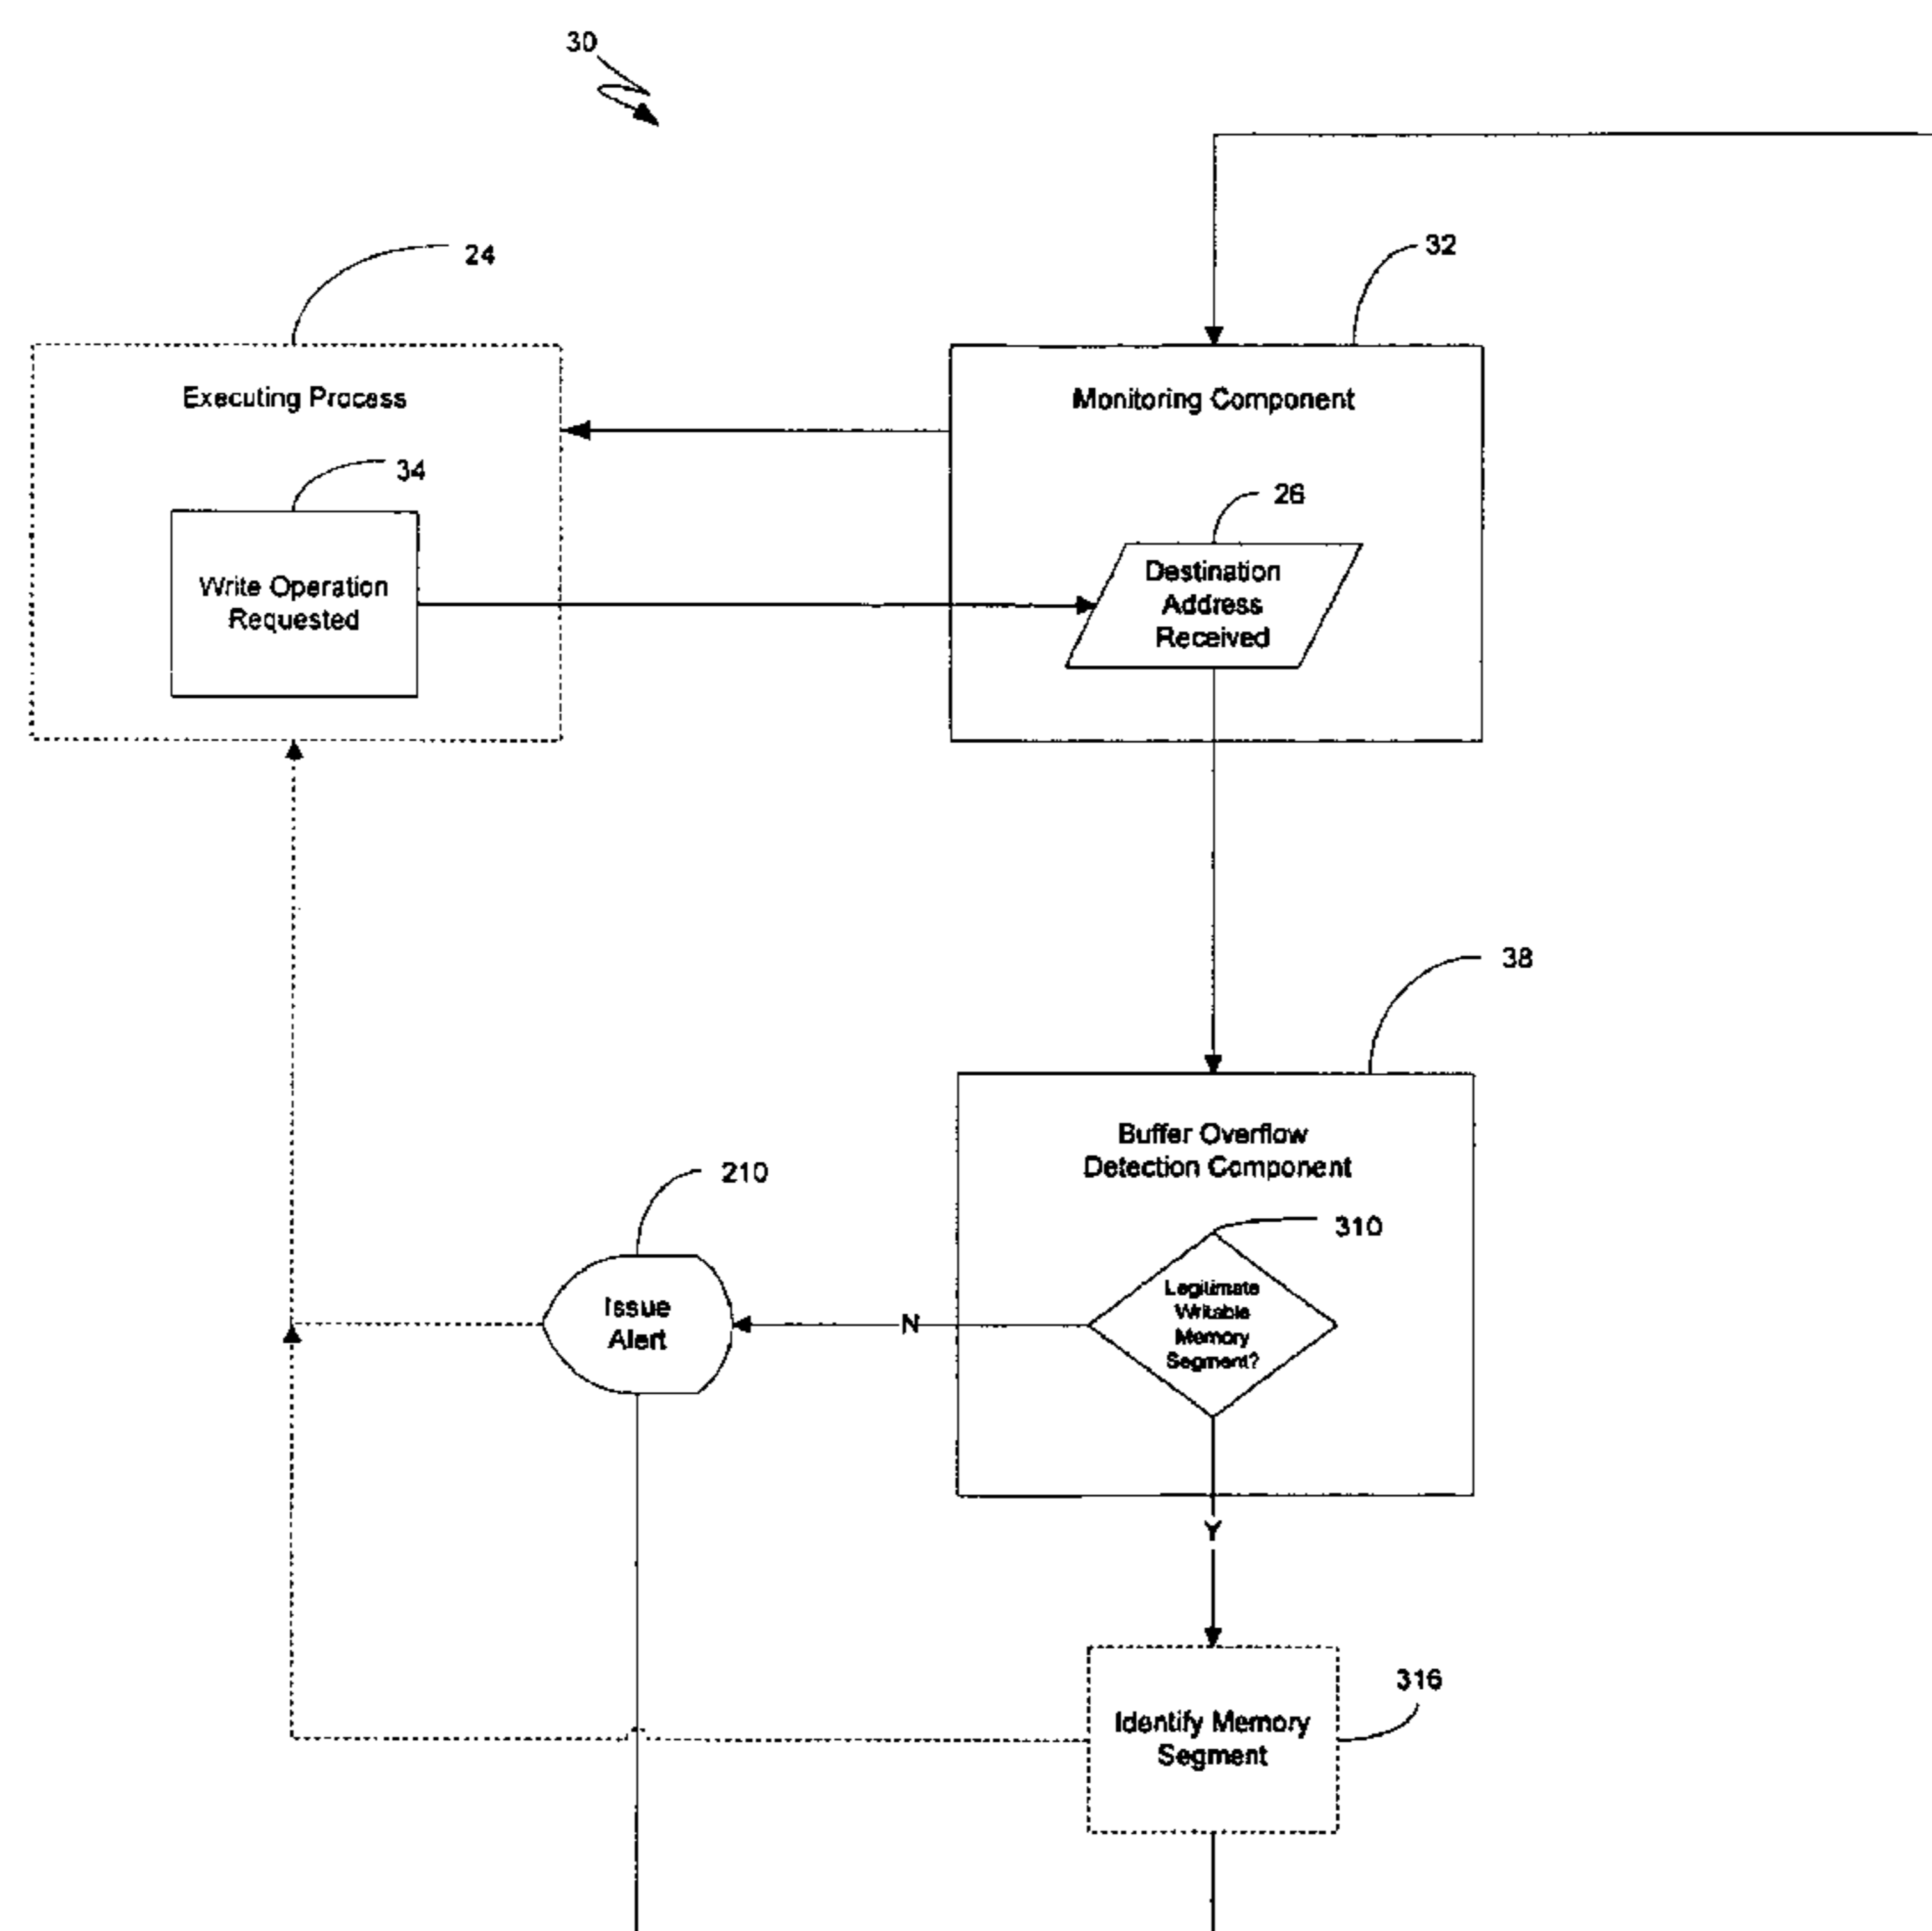 30
24
32
Executing Process
Monitoring Component
34
26
Write Operation
Requested
Destination
Address
Received
38
Buffer Overflow
Detection Component
210
310
Issue
Alert
N
Legitimate
Writable
Memory
Segment?
Y
316
Identify Memory
Segment